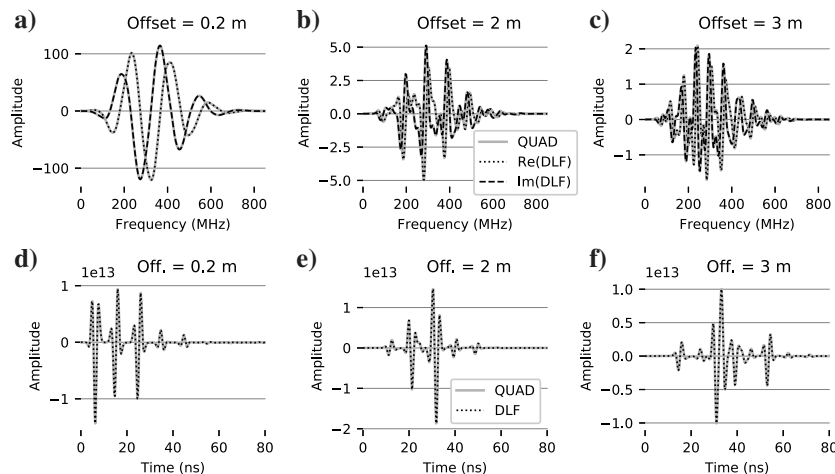 a) Offset = 0.2 m
Amplitude
100
0
−100
0 200 400 600 800
Frequency (MHz)
b) Offset = 2 m
Amplitude
5.0
2.5
0.0
−2.5
−5.0
QUAD
Re(DLF)
Im(DLF)
0 200 400 600 800
Frequency (MHz)
c) Offset = 3 m
Amplitude
2
1
0
−1
0 200 400 600 800
Frequency (MHz)
d) Off. = 0.2 m
1e13
Amplitude
1
0
−1
0 20 40 60 80
Time (ns)
e) Off. = 2 m
1e13
Amplitude
1
0
−1
−2
QUAD
DLF
0 20 40 60 80
Time (ns)
f) Off. = 3 m
1e13
Amplitude
1.0
0.5
0.0
−0.5
−1.0
0 20 40 60 80
Time (ns)